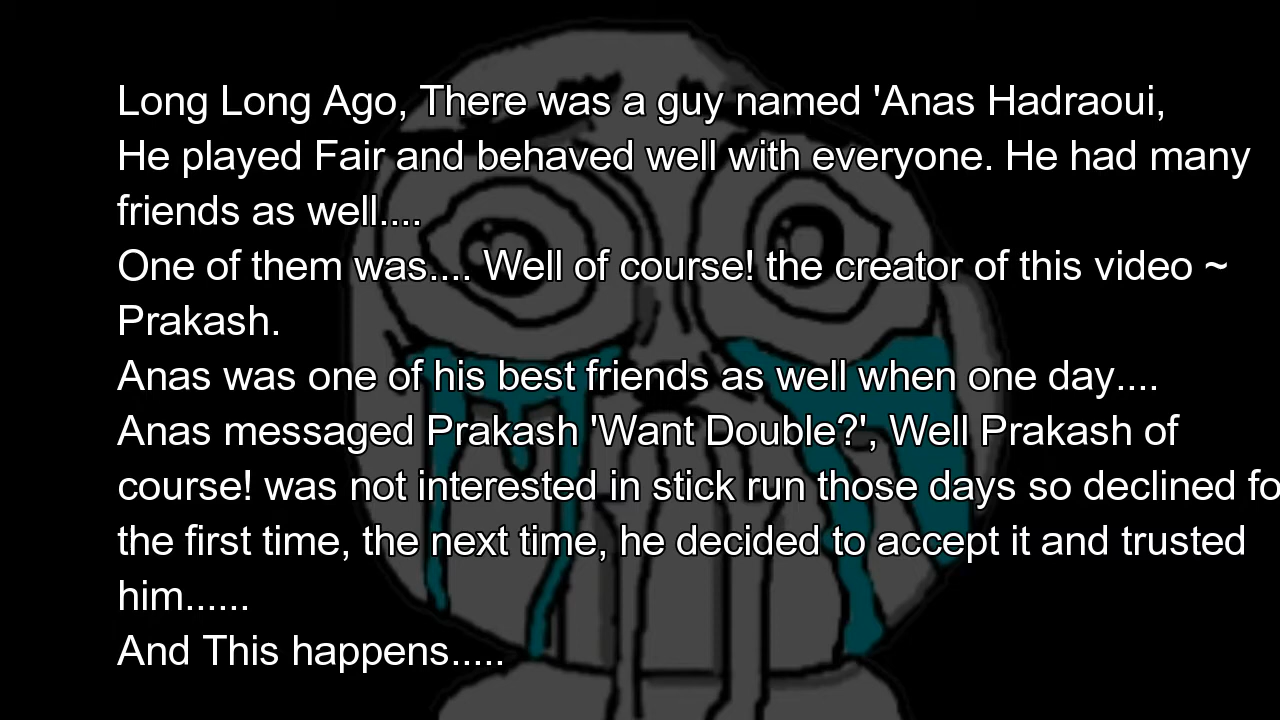 Long Long Ago, There was a guy named 'Anas Hadraoui,
He played Fair and behaved well with everyone. He had many
friends as well....
One of them was.... Well of course! the creator of this video ~
Prakash.
Anas was one of his best friends as well when one day....
Anas messaged Prakash 'Want Double?', Well Prakash of
course! was not interested in stick run those days so declined fo
the first time, the next time, he decided to accept it and trusted
him......
And This happens.....